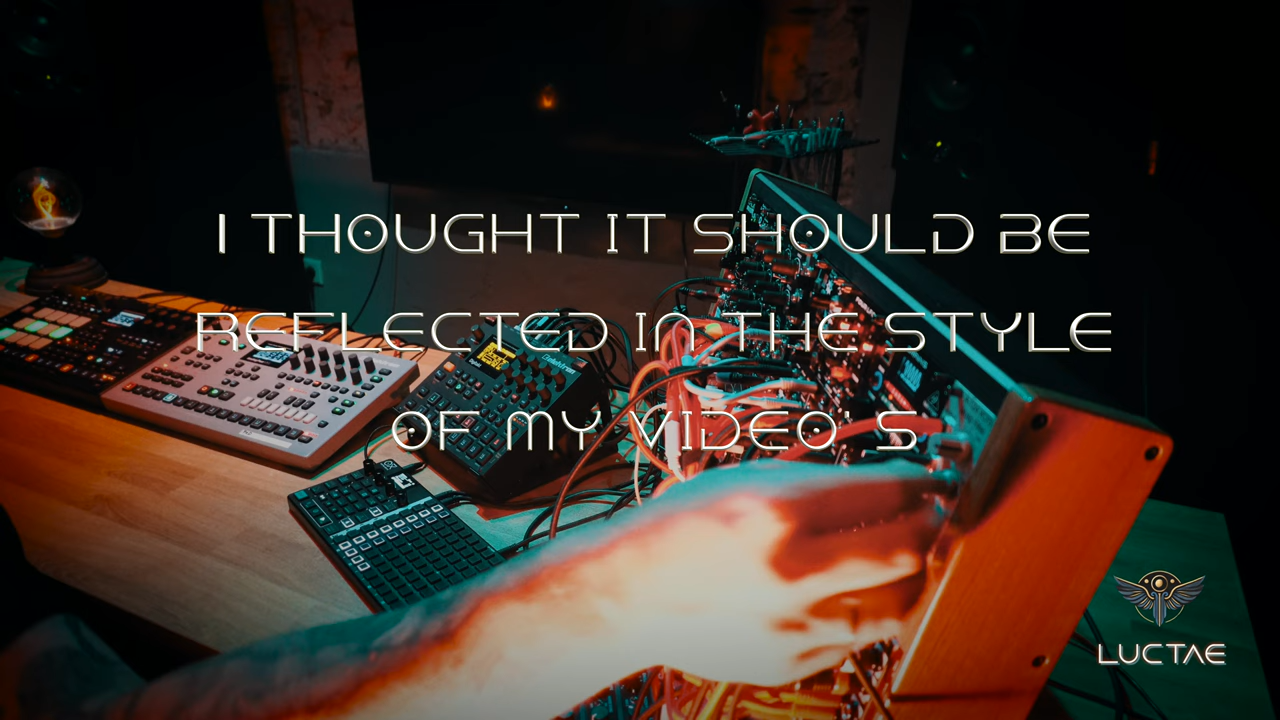 I THOUGHT IT SHOULD BE
REFLECTED IN THE STYLE
OF MY VIDEO'S
LUCTAE